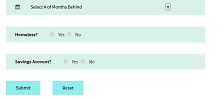 Select # of Months Behind
Homeless? Yes No
Savings Account? Yes No
Submit Reset